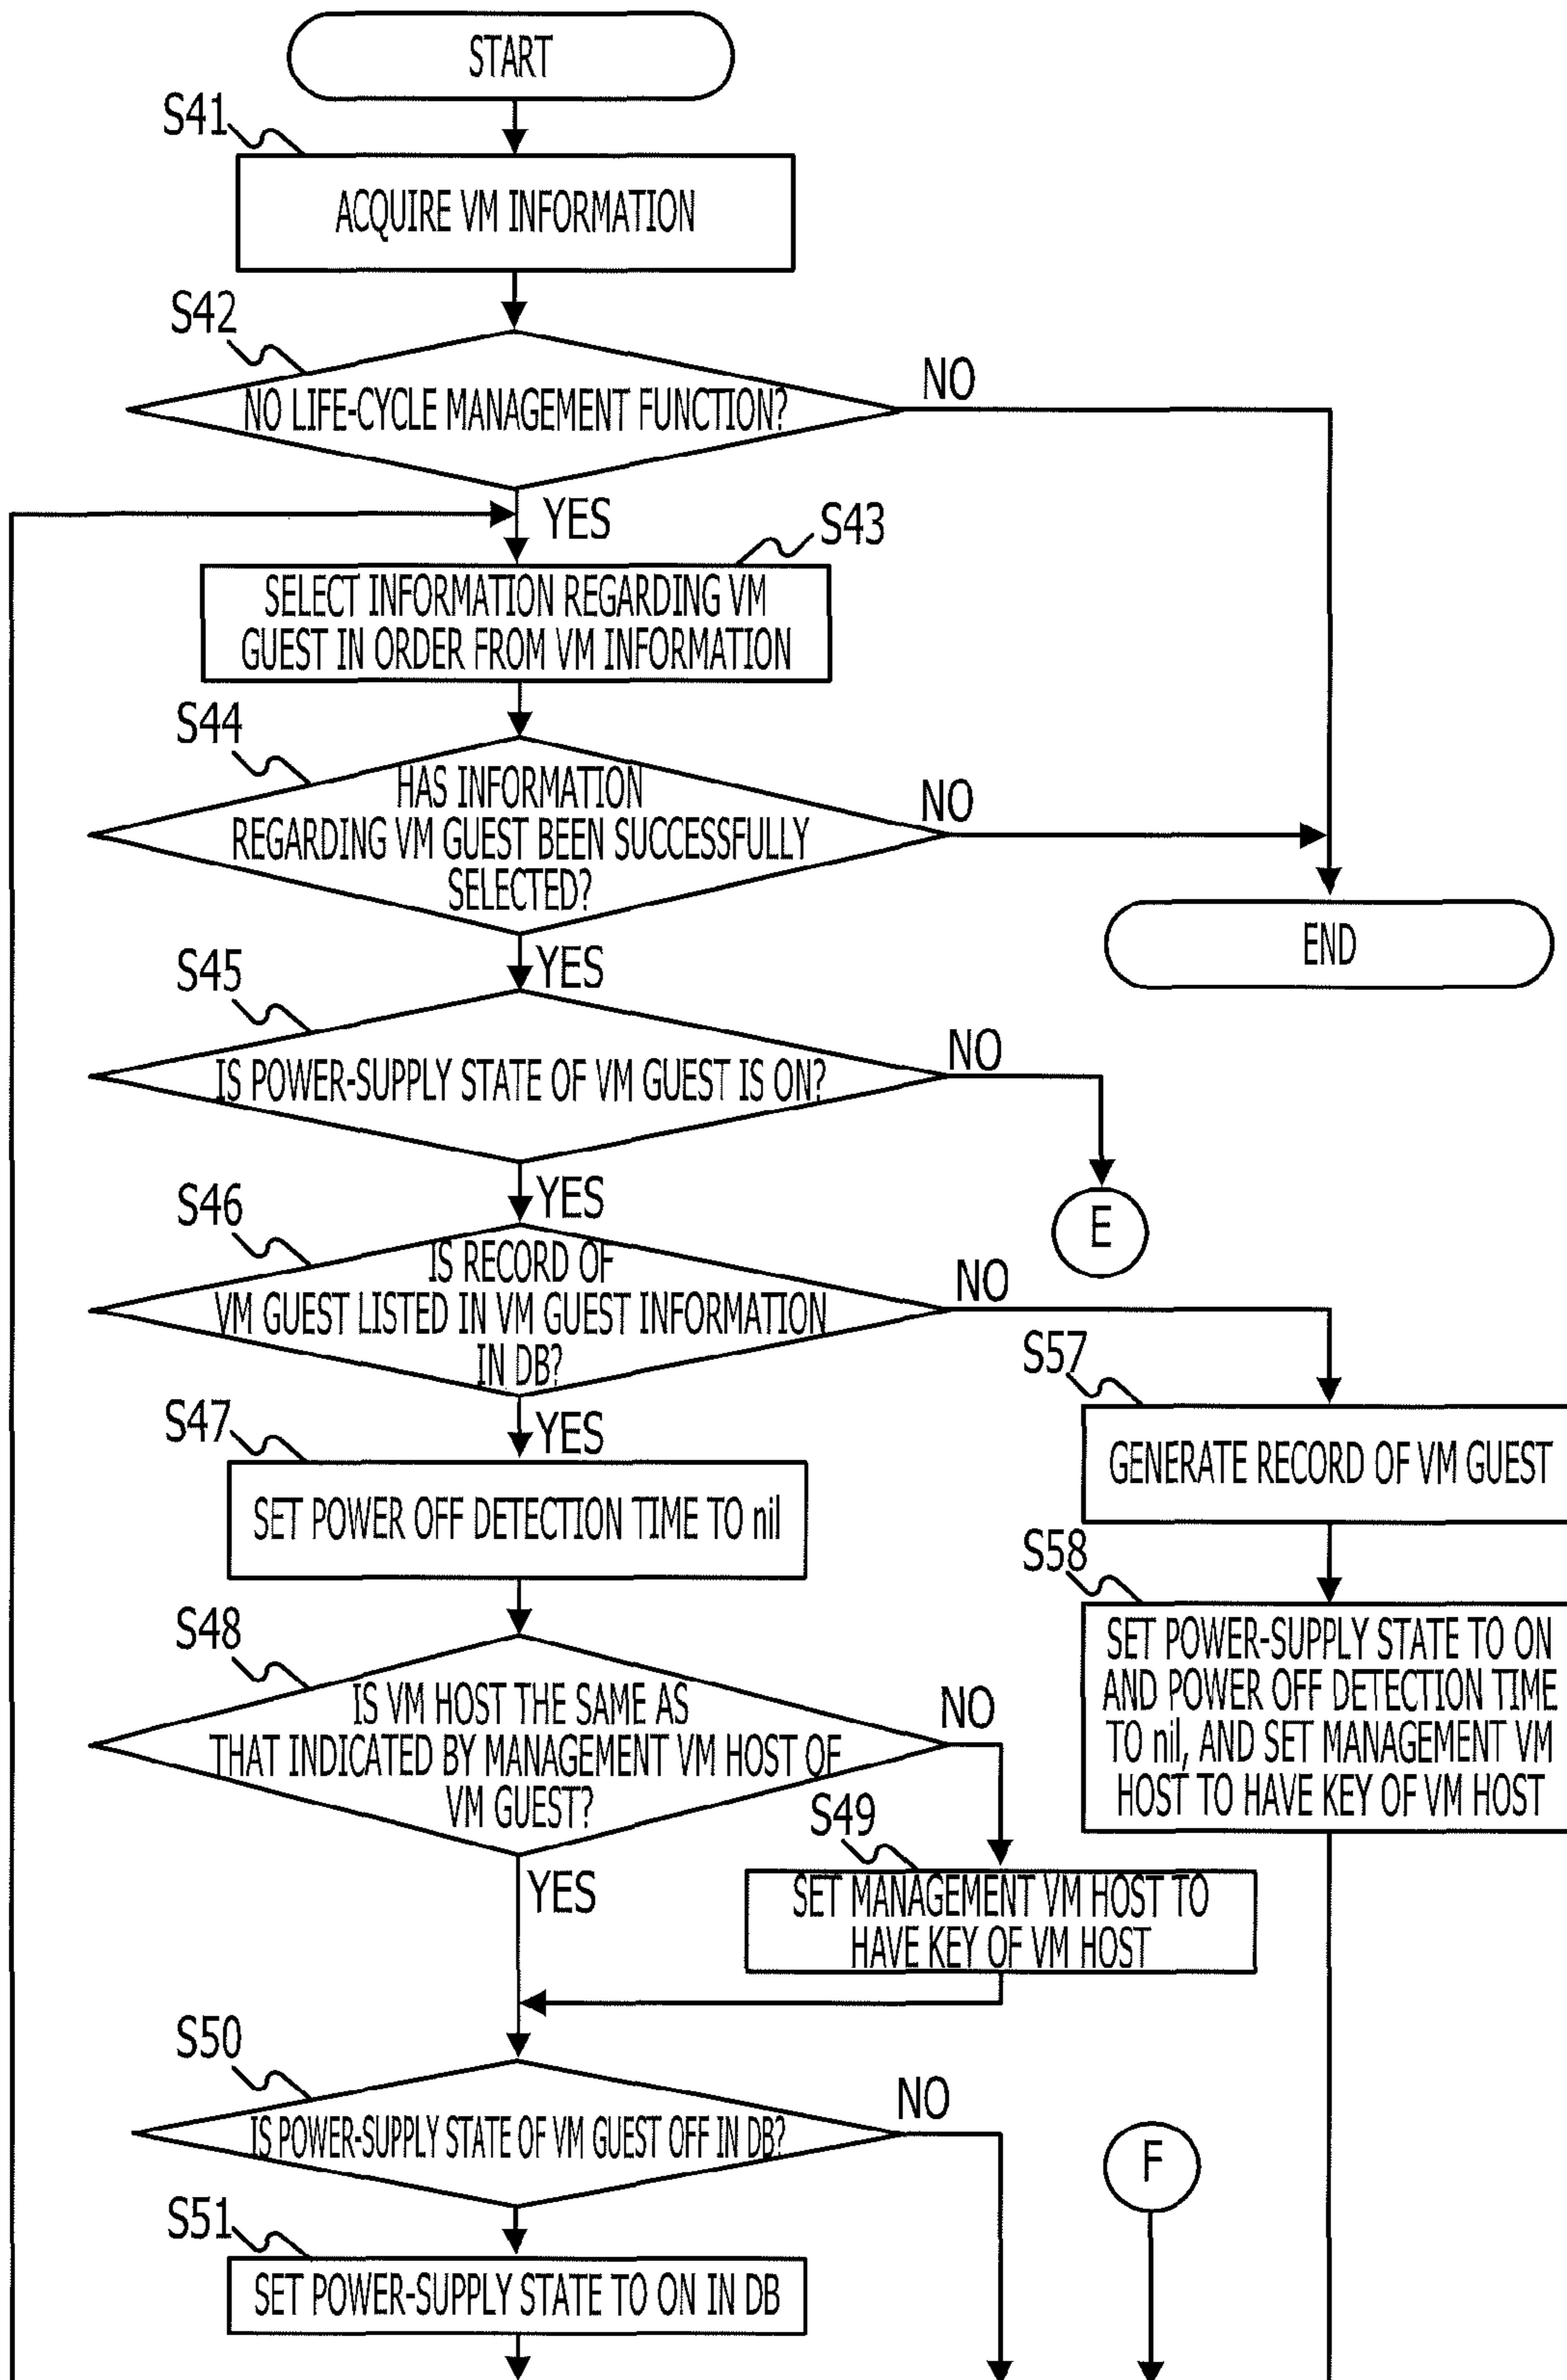 START
S41
ACQUIRE VM INFORMATION
S42
NO LIFE-CYCLE MANAGEMENT FUNCTION?
NO
YES
S43
SELECT INFORMATION REGARDING VM
GUEST IN ORDER FROM VM INFORMATION
S44
HAS INFORMATION
REGARDING VM GUEST BEEN SUCCESSFULLY
SELECTED?
NO
END
YES
S45
IS POWER-SUPPLY STATE OF VM GUEST IS ON?
NO
E
YES
S46
IS RECORD OF
VM GUEST LISTED IN VM GUEST INFORMATION
IN DB?
NO
S57
GENERATE RECORD OF VM GUEST
YES
S47
SET POWER OFF DETECTION TIME TO nil
S58
SET POWER-SUPPLY STATE TO ON
AND POWER OFF DETECTION TIME
TO nil, AND SET MANAGEMENT VM
HOST TO HAVE KEY OF VM HOST
S48
IS VM HOST THE SAME AS
THAT INDICATED BY MANAGEMENT VM HOST OF
VM GUEST?
NO
S49
SET MANAGEMENT VM HOST TO
HAVE KEY OF VM HOST
YES
S50
IS POWER-SUPPLY STATE OF VM GUEST OFF IN DB?
NO
F
S51
SET POWER-SUPPLY STATE TO ON IN DB